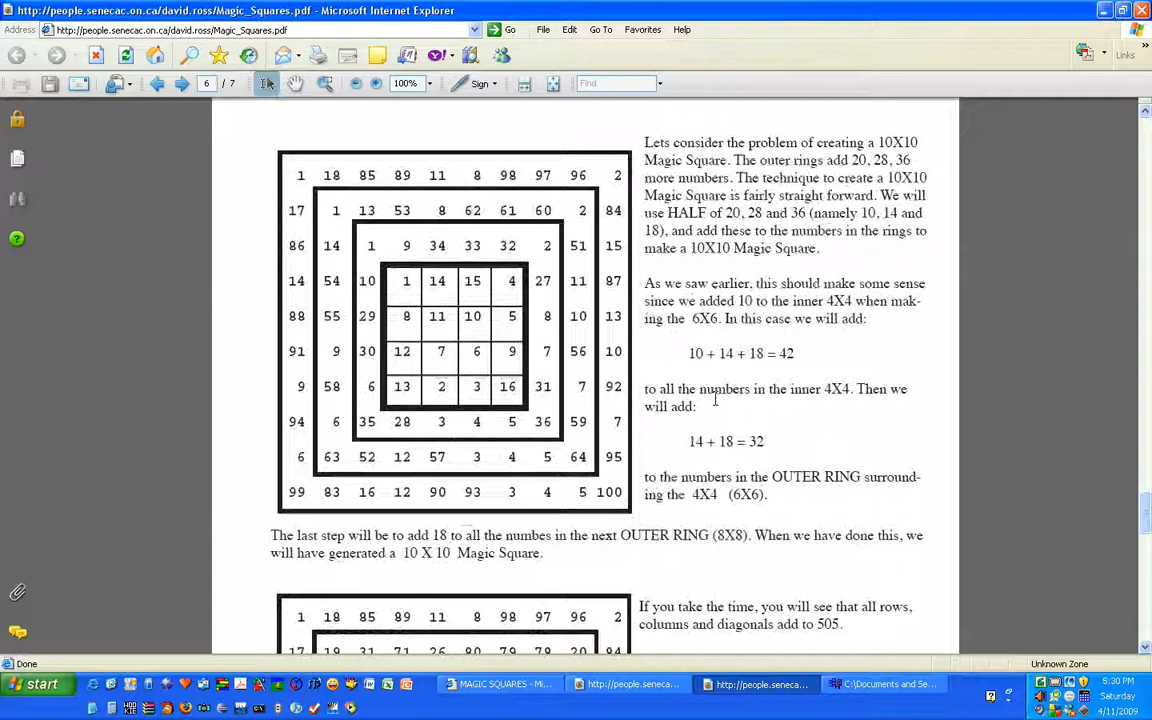 http://people.senecac.on.ca/david.ross/Magic_Squares.pdf - Microsoft Internet Explorer
Address http://people.senecac.on.ca/david.ross/Magic_Squares.pdf Go File Edit Go To Favorites Help
Links
6 / 7 100% Sign Find
1 18 85 89 11 8 98 97 96 2
17 1 13 53 8 62 61 60 2 84
86 14 1 9 34 33 32 2 51 15
14 54 10 1 14 15 4 27 11 87
88 55 29 8 11 10 5 8 10 13
91 9 30 12 7 6 9 7 56 10
9 58 6 13 2 3 16 31 7 92
94 6 35 28 3 4 5 36 59 7
6 63 52 12 57 3 4 5 64 95
99 83 16 12 90 93 3 4 5 100
Lets consider the problem of creating a 10X10
Magic Square. The outer rings add 20, 28, 36
more numbers. The technique to create a 10X10
Magic Square is fairly straight forward. We will
use HALF of 20, 28 and 36 (namely 10, 14 and
18), and add these to the numbers in the rings to
make a 10X10 Magic Square.
As we saw earlier, this should make some sense
since we added 10 to the inner 4X4 when mak-
ing the 6X6. In this case we will add:
10 + 14 + 18 = 42
to all the numbers in the inner 4X4. Then we
will add:
14 + 18 = 32
to the numbers in the OUTER RING surround-
ing the 4X4 (6X6).
The last step will be to add 18 to all the numbes in the next OUTER RING (8X8). When we have done this, we
will have generated a 10 X 10 Magic Square.
1 18 85 89 11 8 98 97 96 2
17 19 31 71 26 80 79 78 20 84
If you take the time, you will see that all rows,
columns and diagonals add to 505.
Done Unknown Zone
start MAGIC SQUARES - Mi... http://people.seneca... http://people.seneca... C:\Documents and Se...
5:30 PM
Saturday
4/11/2009